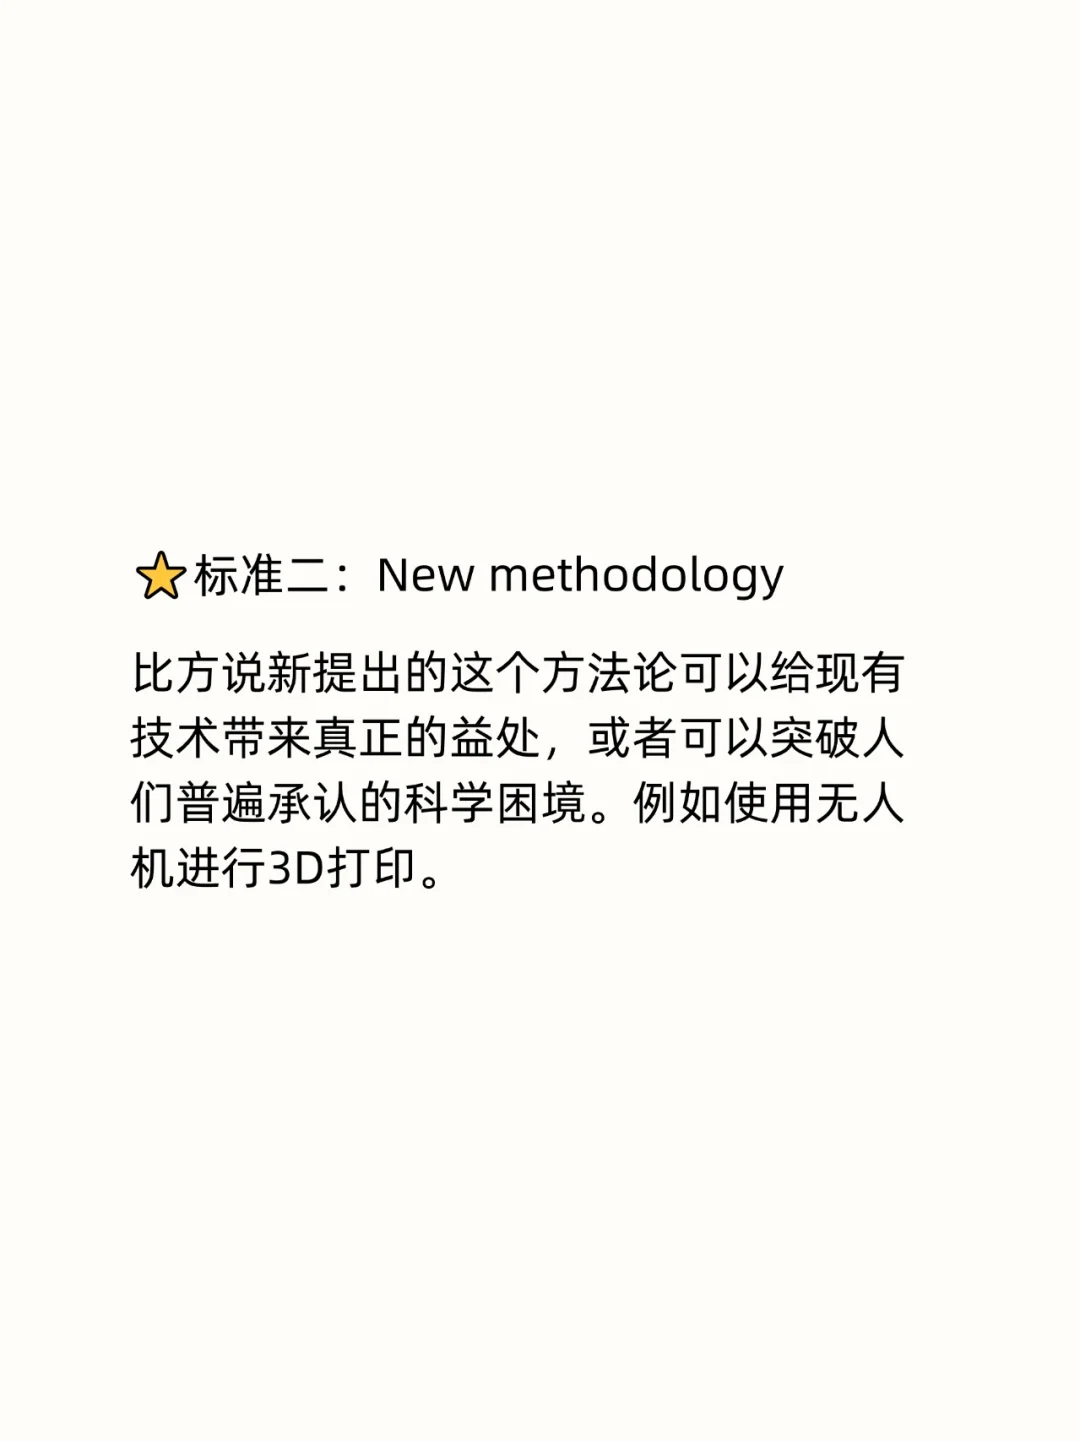 ⭐标准二：New methodology
比方说新提出的这个方法论可以给现有
技术带来真正的益处，或者可以突破人
们普遍承认的科学困境。例如使用无人
机进行3D打印。